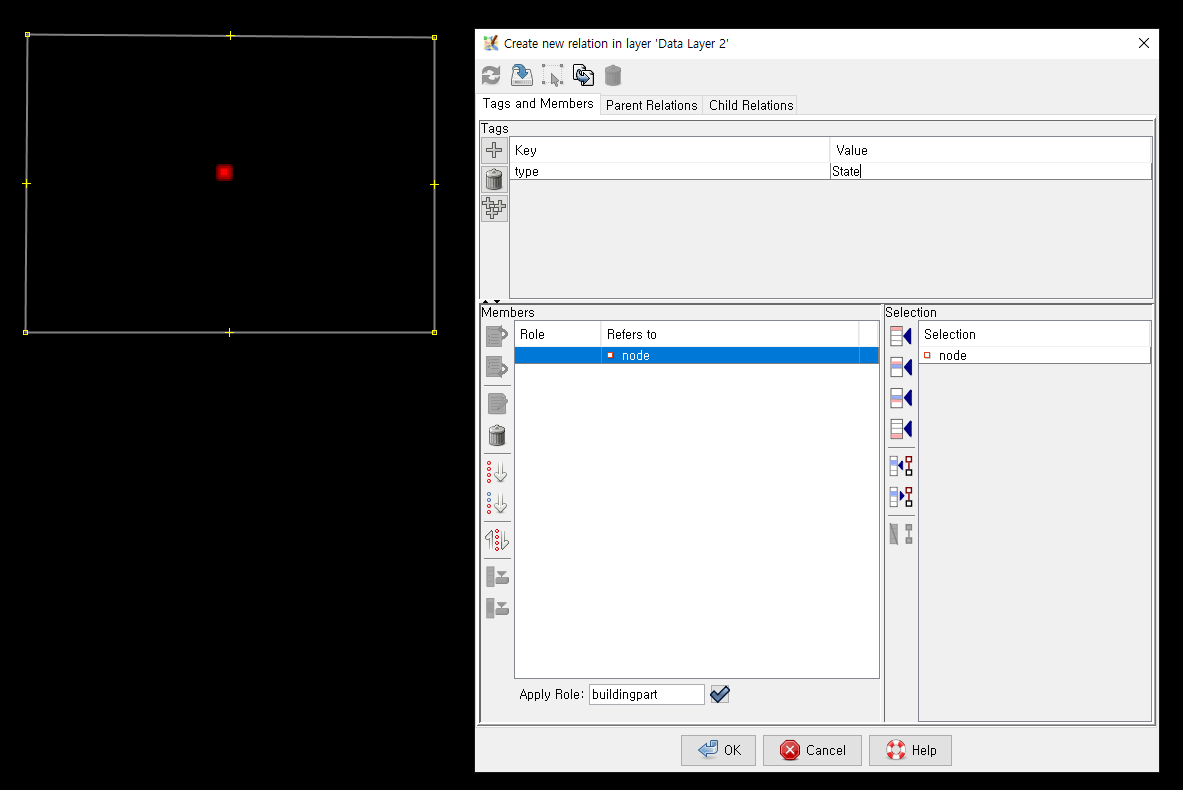 Create new relation in layer 'Data Layer 2'
Tags and Members
Parent Relations
Child Relations
Tags
Key
Value
type
State
Members
Role
Refers to
node
Selection
Selection
node
Apply Role:
buildingpart
OK
Cancel
Help